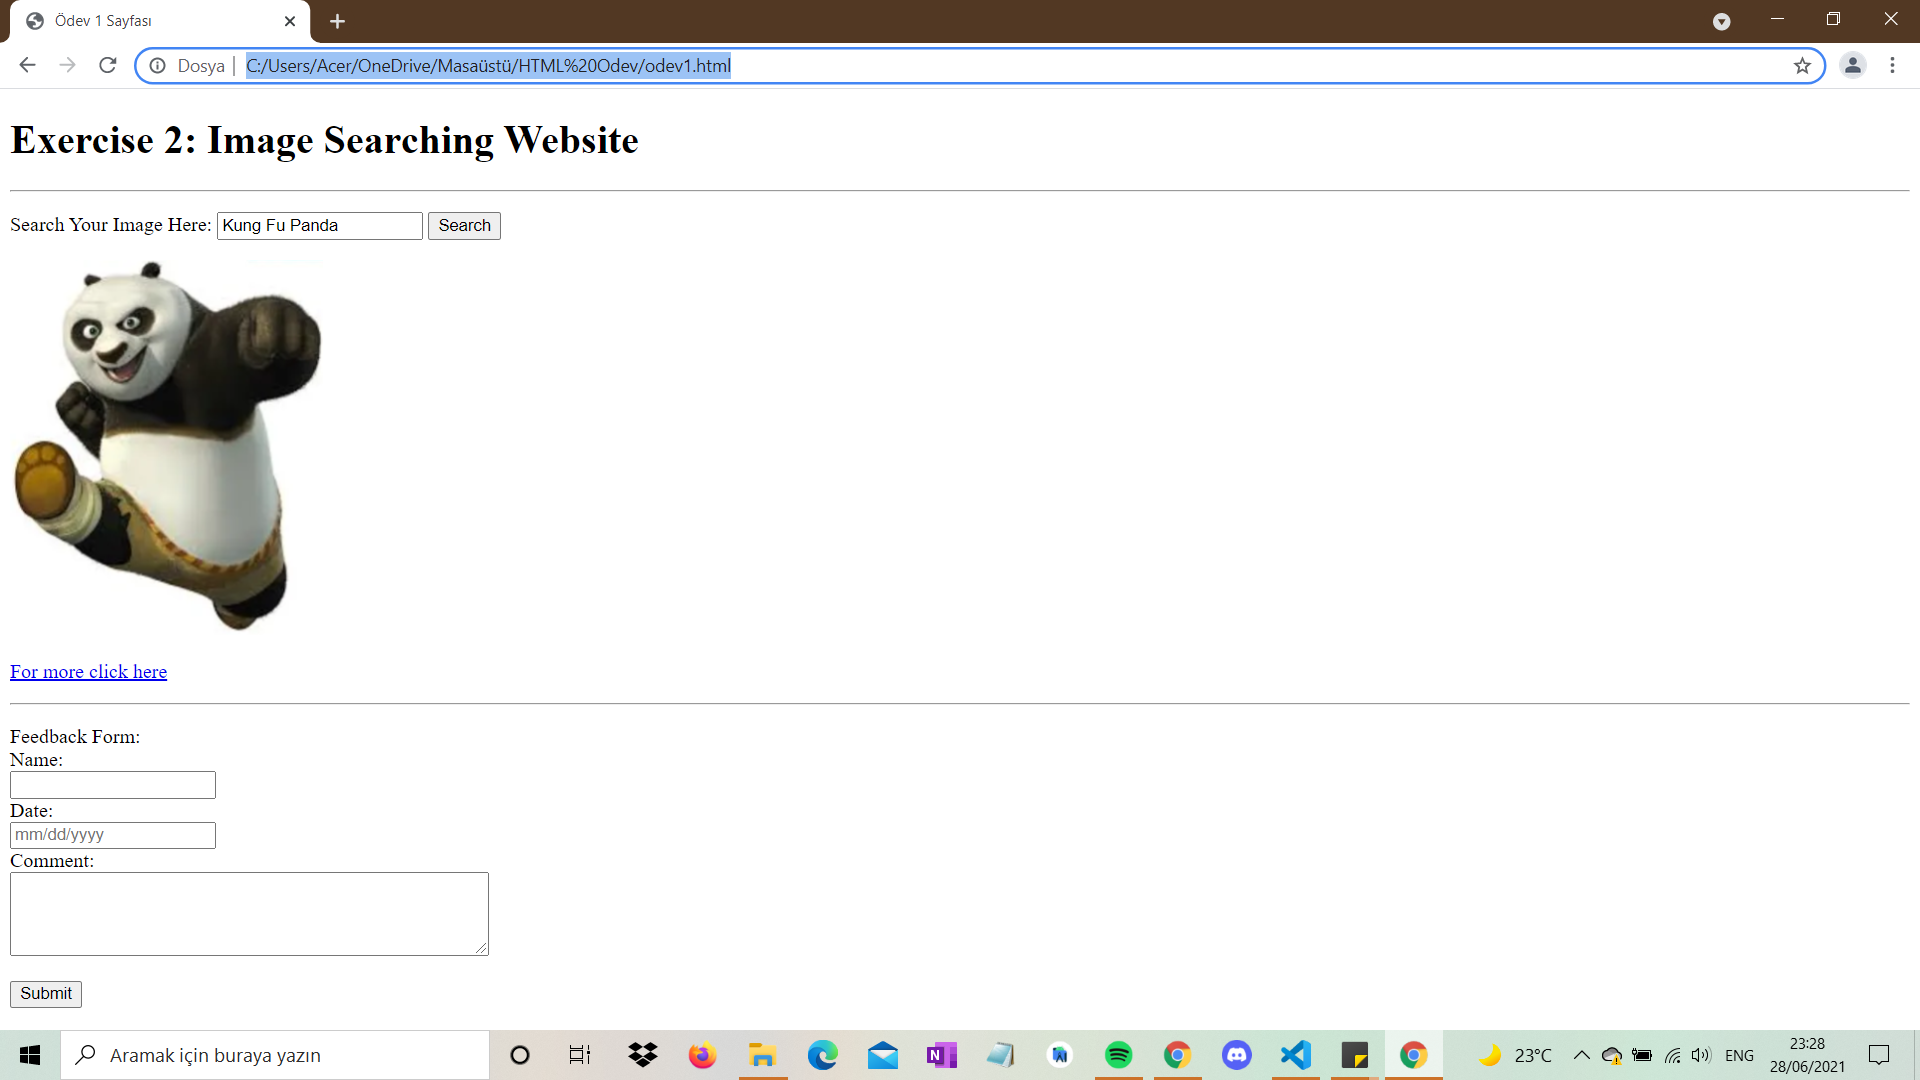 Ödev 1 Sayfası
Dosya | C:/Users/Acer/OneDrive/Masaüstü/HTML%20Odev/odev1.html
Exercise 2: Image Searching Website
Search Your Image Here: Kung Fu Panda Search
For more click here
Feedback Form:
Name:
Date:
mm/dd/yyyy
Comment:
Submit
Aramak için buraya yazın
N
23°C
ENG
23:28
28/06/2021